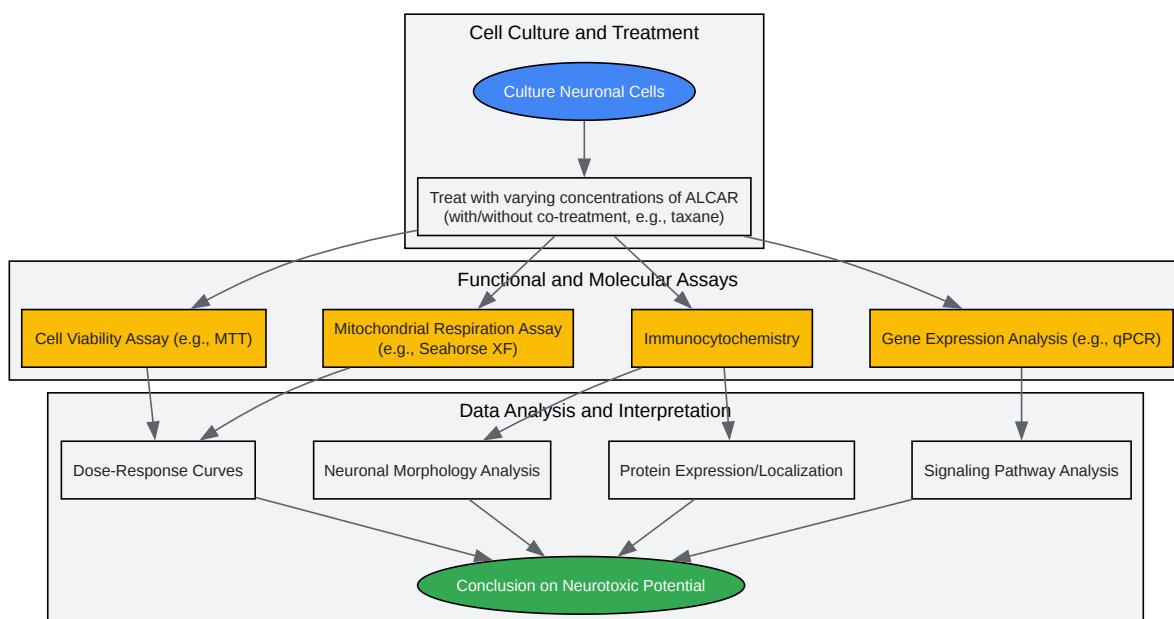 Cell Culture and Treatment
Culture Neuronal Cells
Treat with varying concentrations of ALCAR
(with/without co-treatment, e.g., taxane)
Functional and Molecular Assays
Cell Viability Assay (e.g., MTT)
Mitochondrial Respiration Assay
(e.g., Seahorse XF)
Immunocytochemistry
Gene Expression Analysis (e.g., qPCR)
Data Analysis and Interpretation
Dose-Response Curves
Neuronal Morphology Analysis
Protein Expression/Localization
Signaling Pathway Analysis
Conclusion on Neurotoxic Potential